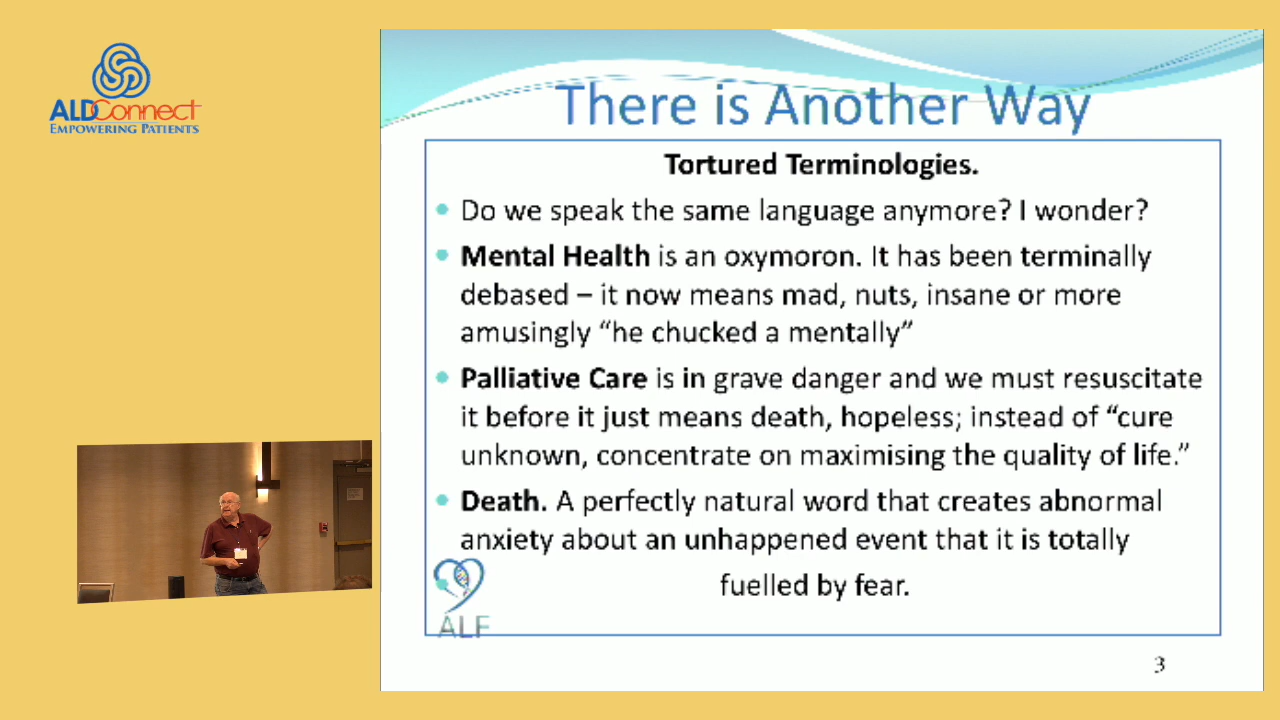 ALDConnect
EMPOWERING PATIENTS
There is Another Way
Tortured Terminologies.
• Do we speak the same language anymore? I wonder?
• Mental Health is an oxymoron. It has been terminally
debased – it now means mad, nuts, insane or more
amusingly “he chucked a mentally”
• Palliative Care is in grave danger and we must resuscitate
it before it just means death, hopeless; instead of “cure
unknown, concentrate on maximising the quality of life.”
• Death. A perfectly natural word that creates abnormal
anxiety about an unhappened event that it is totally
fuelled by fear.
ALF
3